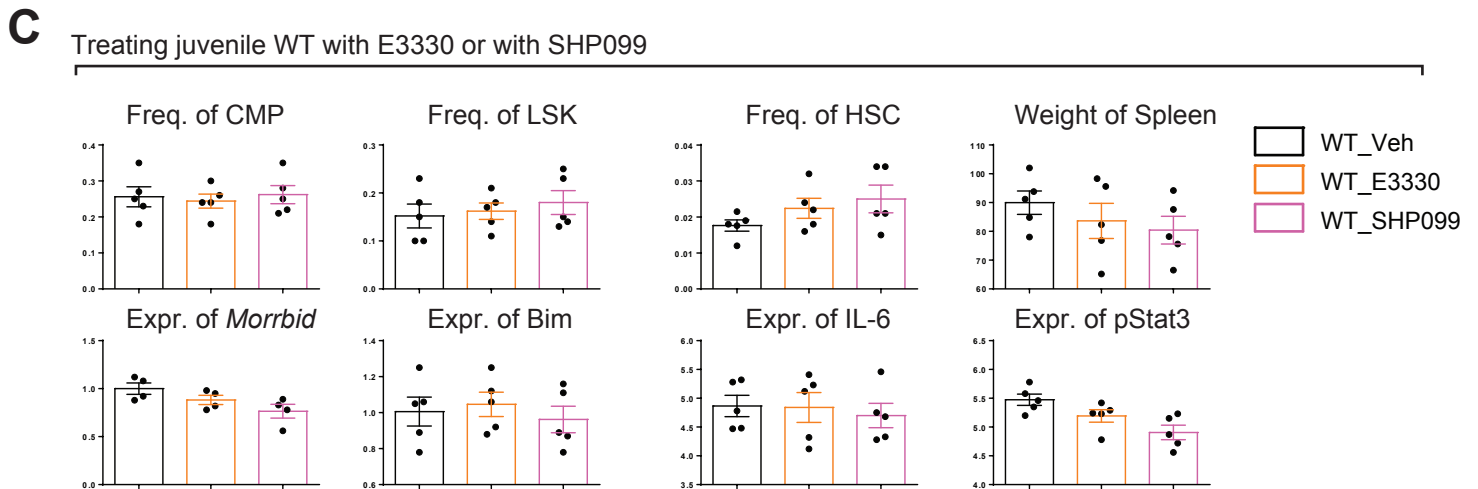 C
Treating juvenile WT with E3330 or with SHP099
Freq. of CMP Freq. of LSK Freq. of HSC Weight of Spleen
0.4 0.3 0.2 0.1 0.0
0.3 0.2 0.1 0.0
0.04 0.03 0.02 0.01 0.00
110 100 90 80 70 60
WT_Veh
WT_E3330
WT_SHP099
Expr. of Morrbid Expr. of Bim Expr. of IL-6 Expr. of pStat3
1.5 1.0 0.5 0.0
1.4 1.2 1.0 0.8 0.6
6.0 5.5 5.0 4.5 4.0 3.5
6.5 6.0 5.5 5.0 4.5 4.0